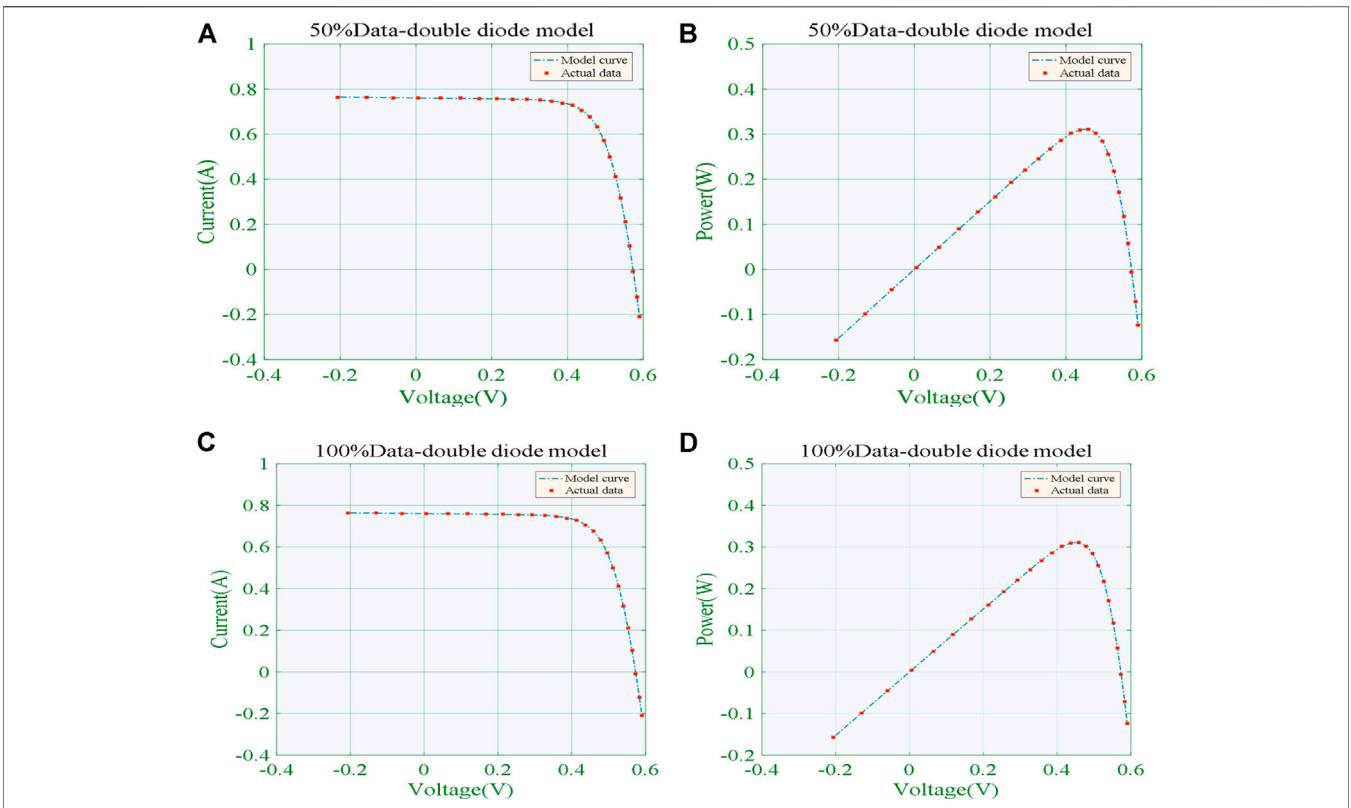 A
50%Data-double diode model
Model curve
Actual data
1
0.8
0.6
0.4
0.2
0
-0.2
-0.4
Current(A)
-0.4 -0.2 0 0.2 0.4 0.6
Voltage(V)
B
50%Data-double diode model
Model curve
Actual data
0.5
0.4
0.3
0.2
0.1
0
-0.1
-0.2
Power(W)
-0.4 -0.2 0 0.2 0.4 0.6
Voltage(V)
C
100%Data-double diode model
Model curve
Actual data
1
0.8
0.6
0.4
0.2
0
-0.2
-0.4
Current(A)
-0.4 -0.2 0 0.2 0.4 0.6
Voltage(V)
D
100%Data-double diode model
Model curve
Actual data
0.5
0.4
0.3
0.2
0.1
0
-0.1
-0.2
Power(W)
-0.4 -0.2 0 0.2 0.4 0.6
Voltage(V)